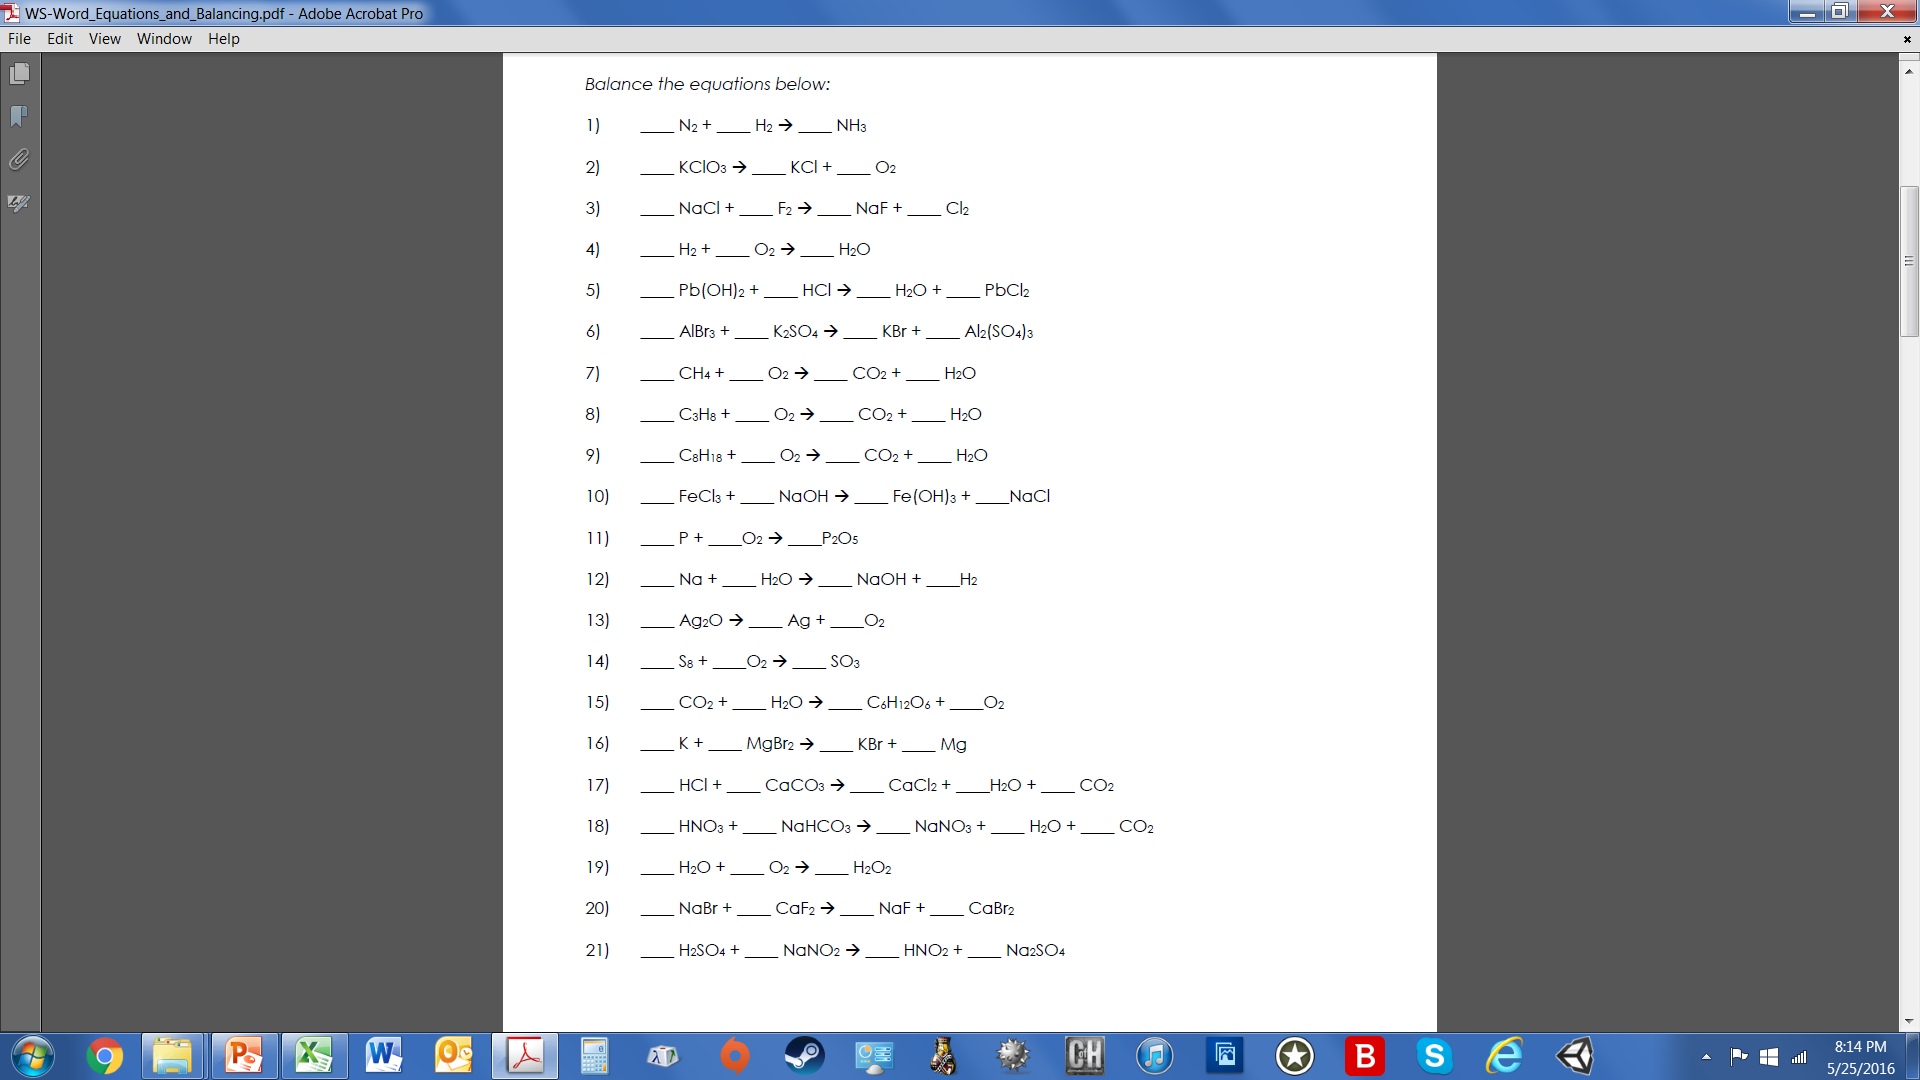 WS-Word_Equations_and_Balancing.pdf - Adobe Acrobat Pro
File Edit View Window Help
Balance the equations below:
1) ____ N2 + ____ H2 → ____ NH3
2) ____ KClO3 → ____ KCl + ____ O2
3) ____ NaCl + ____ F2 → ____ NaF + ____ Cl2
4) ____ H2 + ____ O2 → ____ H2O
5) ____ Pb(OH)2 + ____ HCl → ____ H2O + ____ PbCl2
6) ____ AlBr3 + ____ K2SO4 → ____ KBr + ____ Al2(SO4)3
7) ____ CH4 + ____ O2 → ____ CO2 + ____ H2O
8) ____ C3H8 + ____ O2 → ____ CO2 + ____ H2O
9) ____ C8H18 + ____ O2 → ____ CO2 + ____ H2O
10) ____ FeCl3 + ____ NaOH → ____ Fe(OH)3 + ____NaCl
11) ____ P + ____O2 → ____P2O5
12) ____ Na + ____ H2O → ____ NaOH + ____H2
13) ____ Ag2O → ____ Ag + ____O2
14) ____ S8 + ____O2 → ____ SO3
15) ____ CO2 + ____ H2O → ____ C6H12O6 + ____O2
16) ____ K + ____ MgBr2 → ____ KBr + ____ Mg
17) ____ HCl + ____ CaCO3 → ____ CaCl2 + ____H2O + ____ CO2
18) ____ HNO3 + ____ NaHCO3 → ____ NaNO3 + ____ H2O + ____ CO2
19) ____ H2O + ____ O2 → ____ H2O2
20) ____ NaBr + ____ CaF2 → ____ NaF + ____ CaBr2
21) ____ H2SO4 + ____ NaNO2 → ____ HNO2 + ____ Na2SO4
8:14 PM
5/25/2016